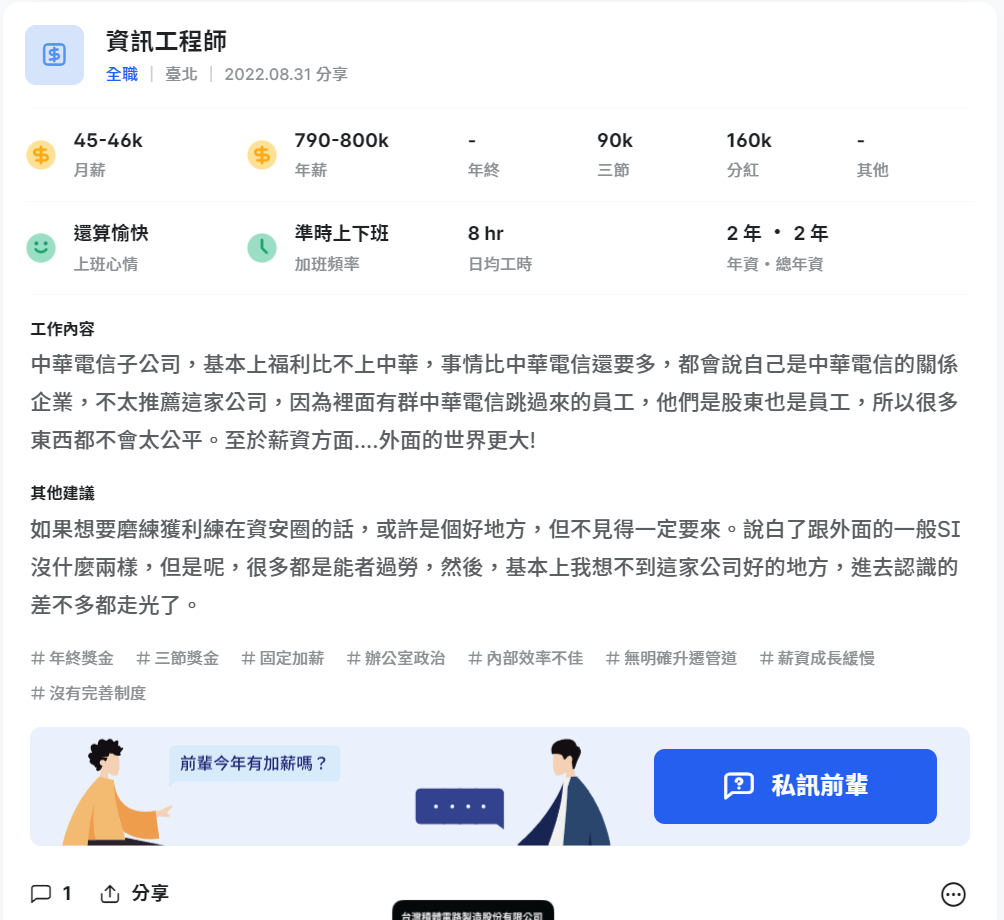 資訊工程師
全職 | 臺北 | 2022.08.31 分享
45-46k 790-800k - 90k 160k -
月薪 年薪 年終 三節 分紅 其他
還算愉快 準時上下班 8 hr 2 年 • 2 年
上班心情 加班頻率 日均工時 年資・總年資
工作內容
中華電信子公司，基本上福利比不上中華，事情比中華電信還要多，都會說自己是中華電信的關係
企業，不太推薦這家公司，因為裡面有群中華電信跳過來的員工，他們是股東也是員工，所以很多
東西都不會太公平。至於薪資方面....外面的世界更大!
其他建議
如果想要磨練獲利練在資安圈的話，或許是個好地方，但不見得一定要來。說白了跟外面的一般SI
沒什麼兩樣，但是呢，很多都是能者過勞，然後，基本上我想不到這家公司好的地方，進去認識的
差不多都走光了。
# 年終獎金 # 三節獎金 # 固定加薪 # 辦公室政治 # 內部效率不佳 # 無明確升遷管道 # 薪資成長緩慢
# 沒有完善制度
前輩今年有加薪嗎？
私訊前輩
1 分享
台灣積體電路製造股份有限公司